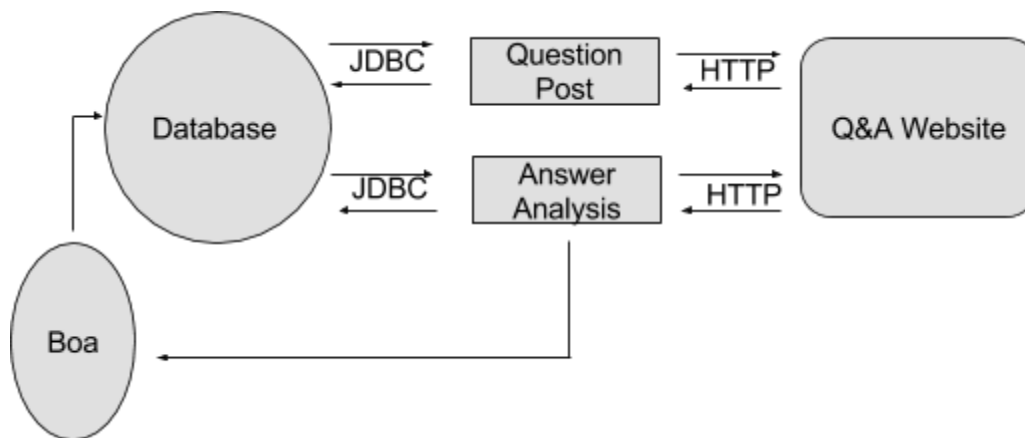 JDBC
Question
Post
HTTP
Database
Q&A Website
JDBC
Answer
Analysis
HTTP
Boa